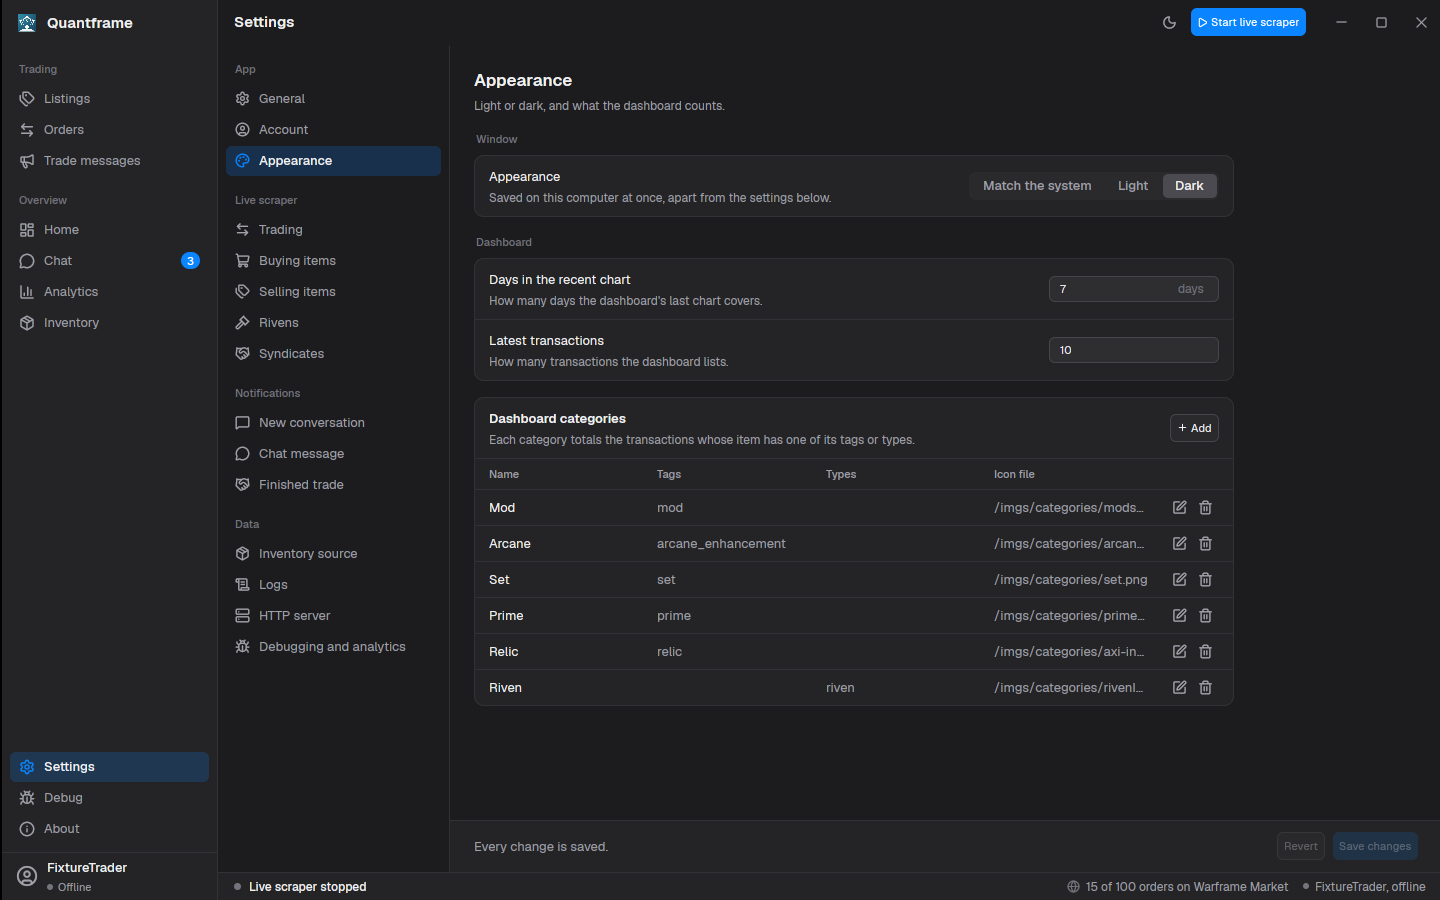 Quantframe
Settings
Start live scraper
Trading
Listings
Orders
Trade messages
Overview
Home
Chat
3
Analytics
Inventory
Settings
Debug
About
FixtureTrader
Offline
App
General
Account
Appearance
Live scraper
Trading
Buying items
Selling items
Rivens
Syndicates
Notifications
New conversation
Chat message
Finished trade
Data
Inventory source
Logs
HTTP server
Debugging and analytics
Appearance
Light or dark, and what the dashboard counts.
Window
Appearance
Saved on this computer at once, apart from the settings below.
Match the system Light Dark
Dashboard
Days in the recent chart
How many days the dashboard's last chart covers.
7 days
Latest transactions
How many transactions the dashboard lists.
10
Dashboard categories
Each category totals the transactions whose item has one of its tags or types.
+ Add
Name Tags Types Icon file
Mod mod /imgs/categories/mods...
Arcane arcane_enhancement /imgs/categories/arcan...
Set set /imgs/categories/set.png
Prime prime /imgs/categories/prime...
Relic relic /imgs/categories/axi-in...
Riven riven /imgs/categories/rivenI...
Every change is saved.
Revert Save changes
Live scraper stopped
15 of 100 orders on Warframe Market
FixtureTrader, offline